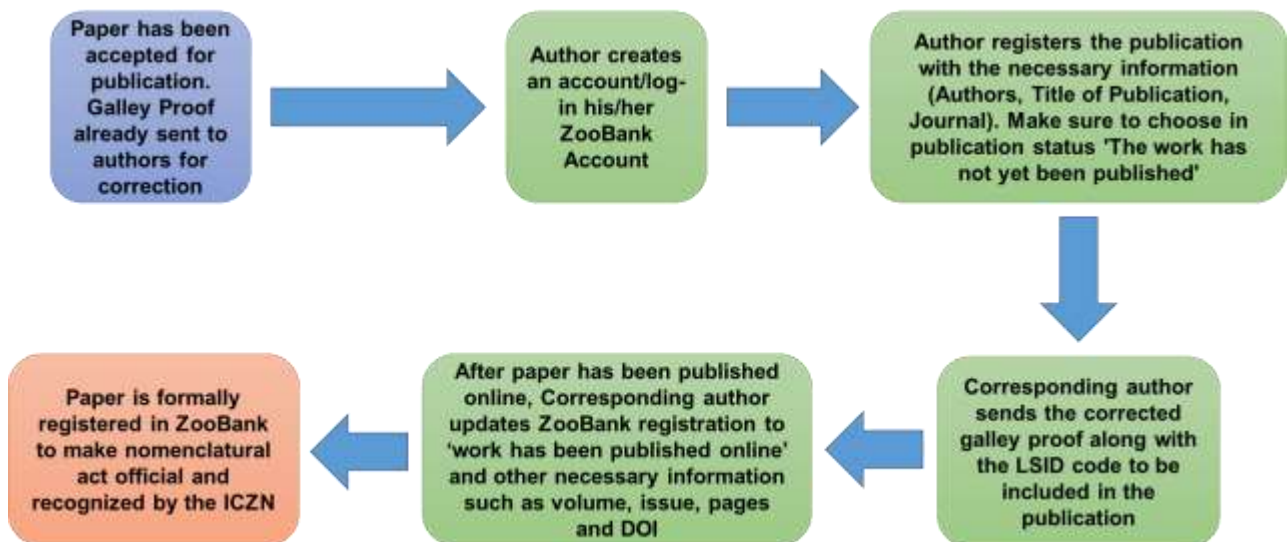 Paper has been
accepted for
publication.
Galley Proof
already sent to
authors for
correction
Author creates
an account/log-
in his/her
ZooBank
Account
Author registers the publication
with the necessary information
(Authors, Title of Publication,
Journal). Make sure to choose in
publication status 'The work has
not yet been published'
Corresponding author
sends the corrected
galley proof along with
the LSID code to be
included in the
publication
After paper has been published
online, Corresponding author
updates ZooBank registration to
‘work has been published online’
and other necessary information
such as volume, issue, pages
and DOI
Paper is formally
registered in ZooBank
to make nomenclatural
act official and
recognized by the ICZN